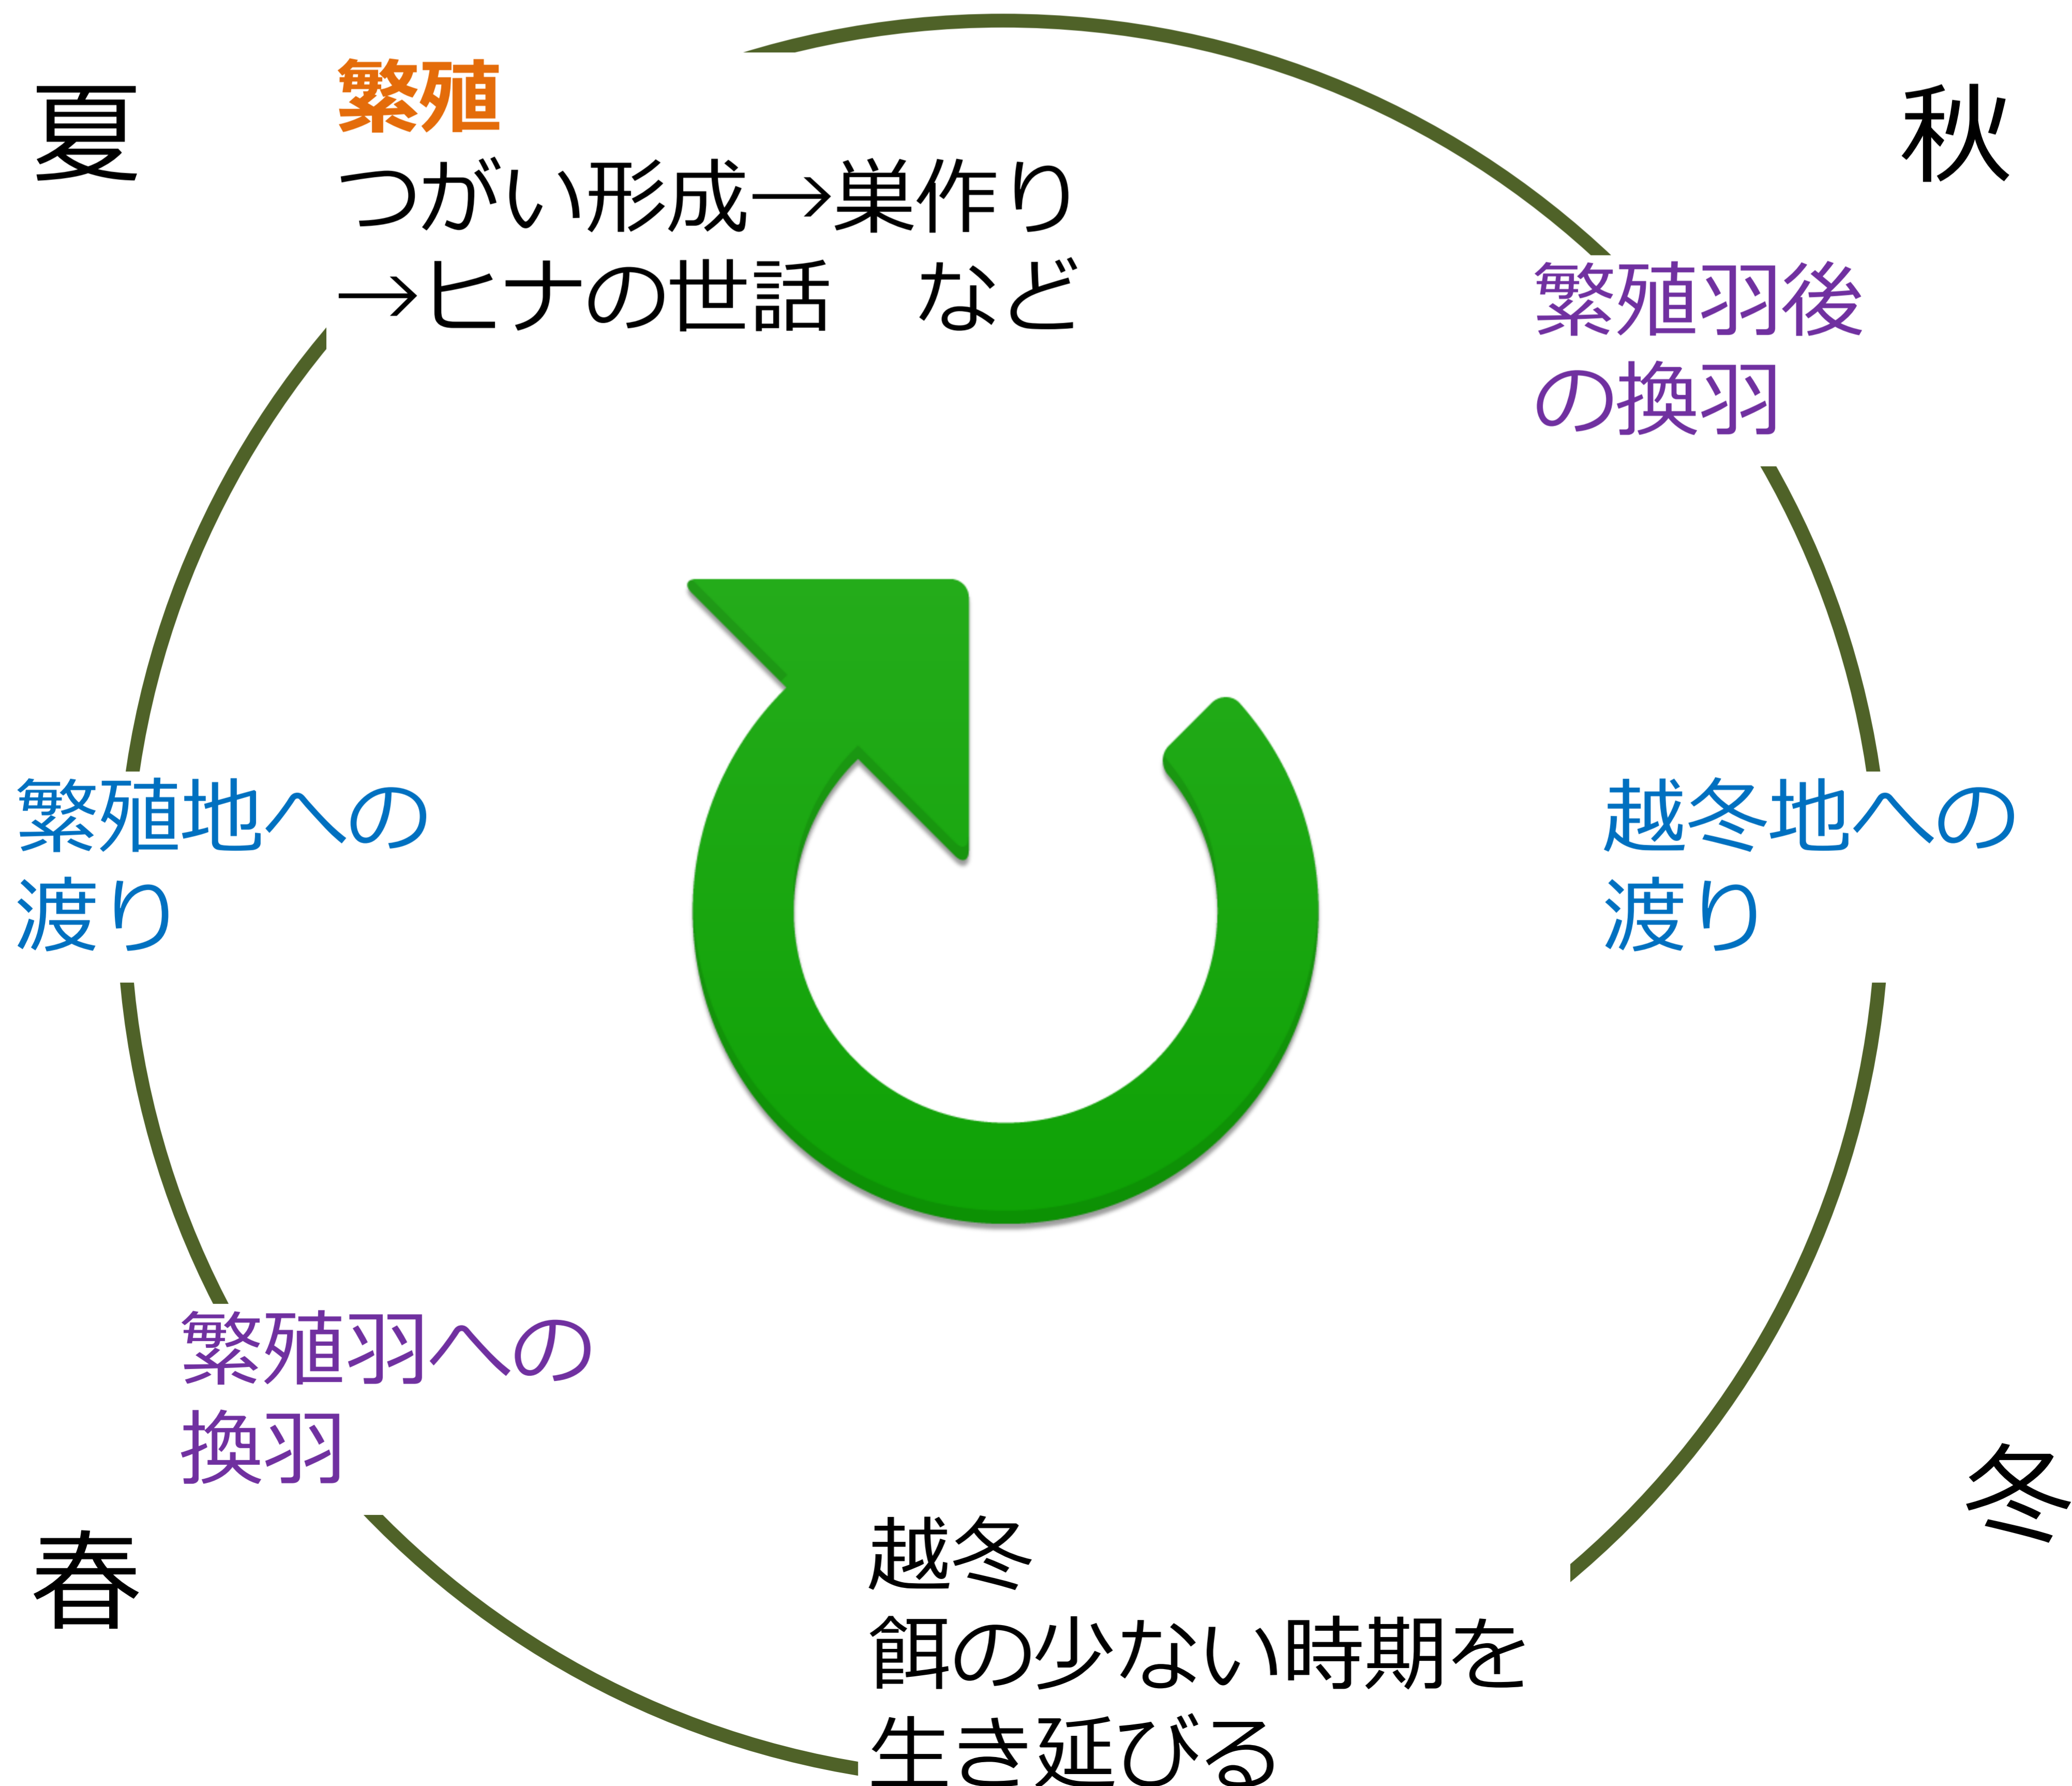 夏
繁殖
つがい形成→巣作り
→ヒナの世話　など
秋
繁殖羽後
の換羽
繁殖地への
渡り
越冬地への
渡り
繁殖羽への
換羽
冬
春
越冬
餌の少ない時期を
生き延びる